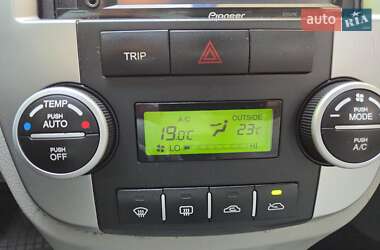 auto RIA
Pioneer
TRIP
TEMP
PUSH
AUTO
PUSH
OFF
A/C
OUTSIDE
19.0c
23c
LO
HI
PUSH
MODE
PUSH
A/C